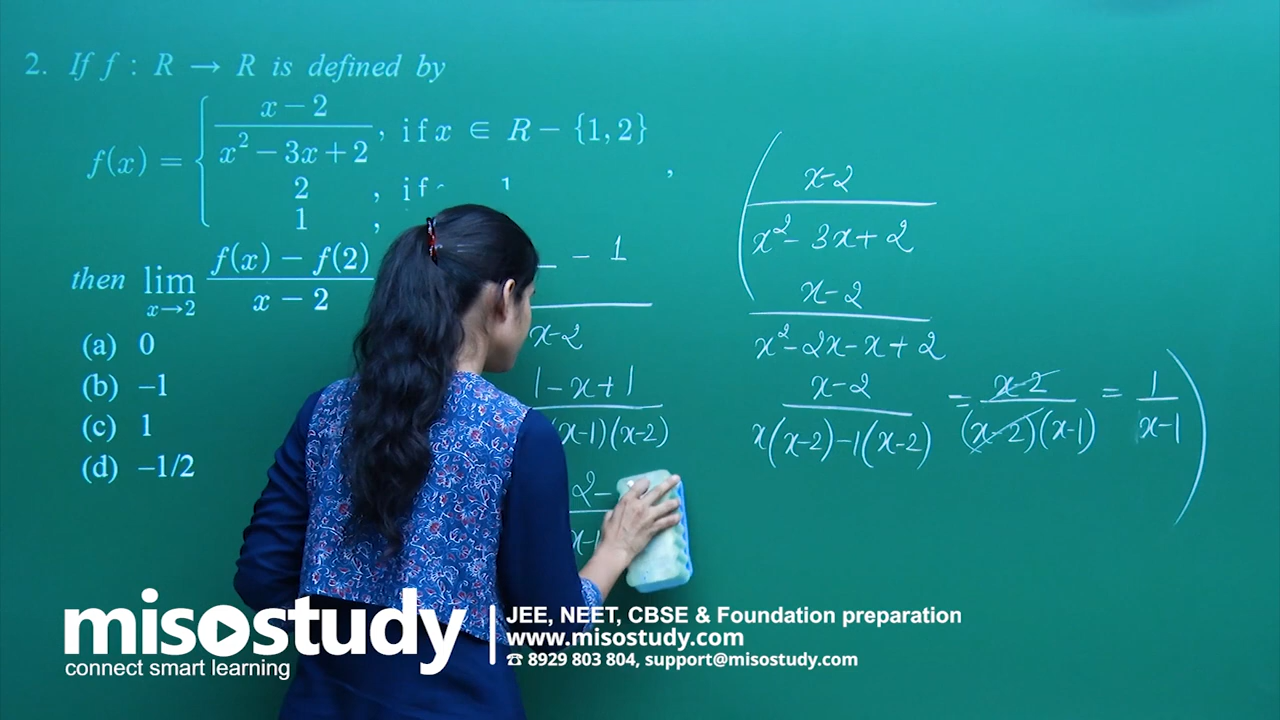 2. If f : R → R is defined by
f(x) = { x − 2 / x² − 3x + 2 , if x ∈ R − {1, 2}
2 , if 1
1 ,
,
then lim x→2 f(x) − f(2) / x − 2
(a) 0
(b) −1
(c) 1
(d) −1/2
− 1
x-2
1 − x + 1
(x-1)(x-2)
2 −
x-1
( x-2
x² − 3x + 2
x-2
x² − 2x − x + 2
x-2
x(x-2) −1(x-2)
= x-2 / (x-2)(x-1) = 1 / x-1 )
misostudy
connect smart learning
JEE, NEET, CBSE & Foundation preparation
www.misostudy.com
☎ 8929 803 804, support@misostudy.com